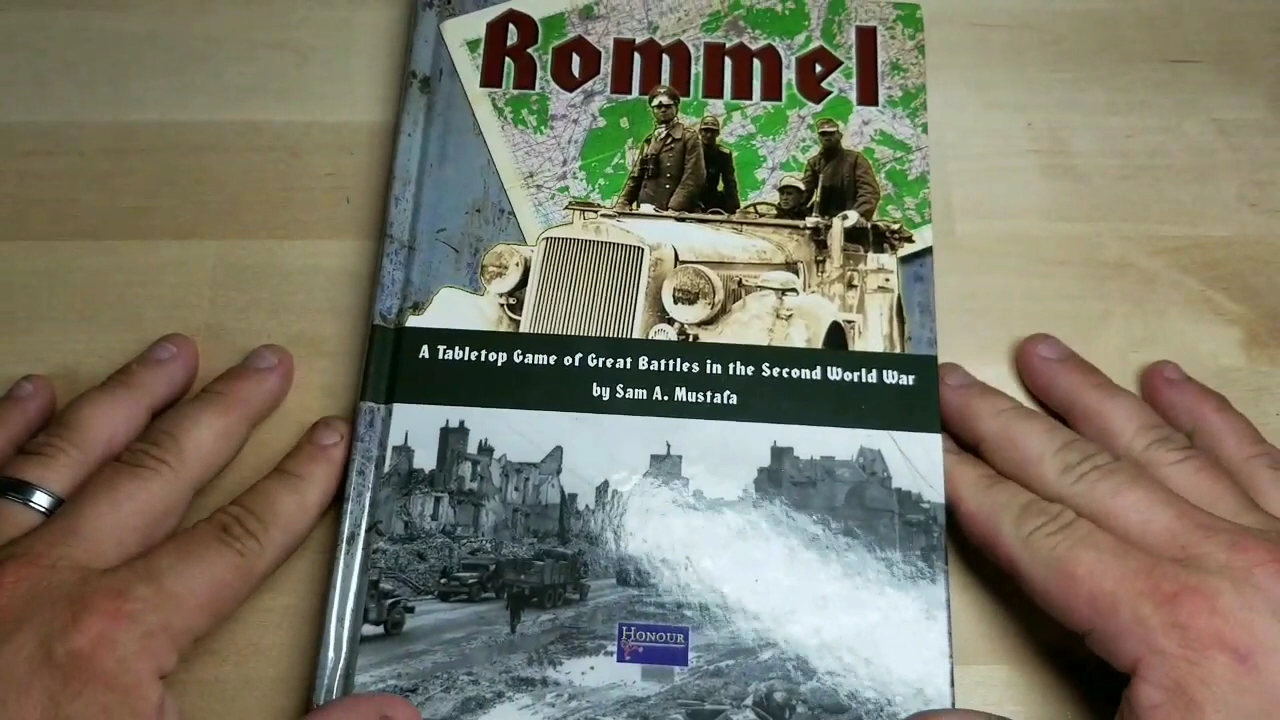 Rommel
A Tabletop Game of Great Battles in the Second World War
by Sam A. Mustafa
HONOUR